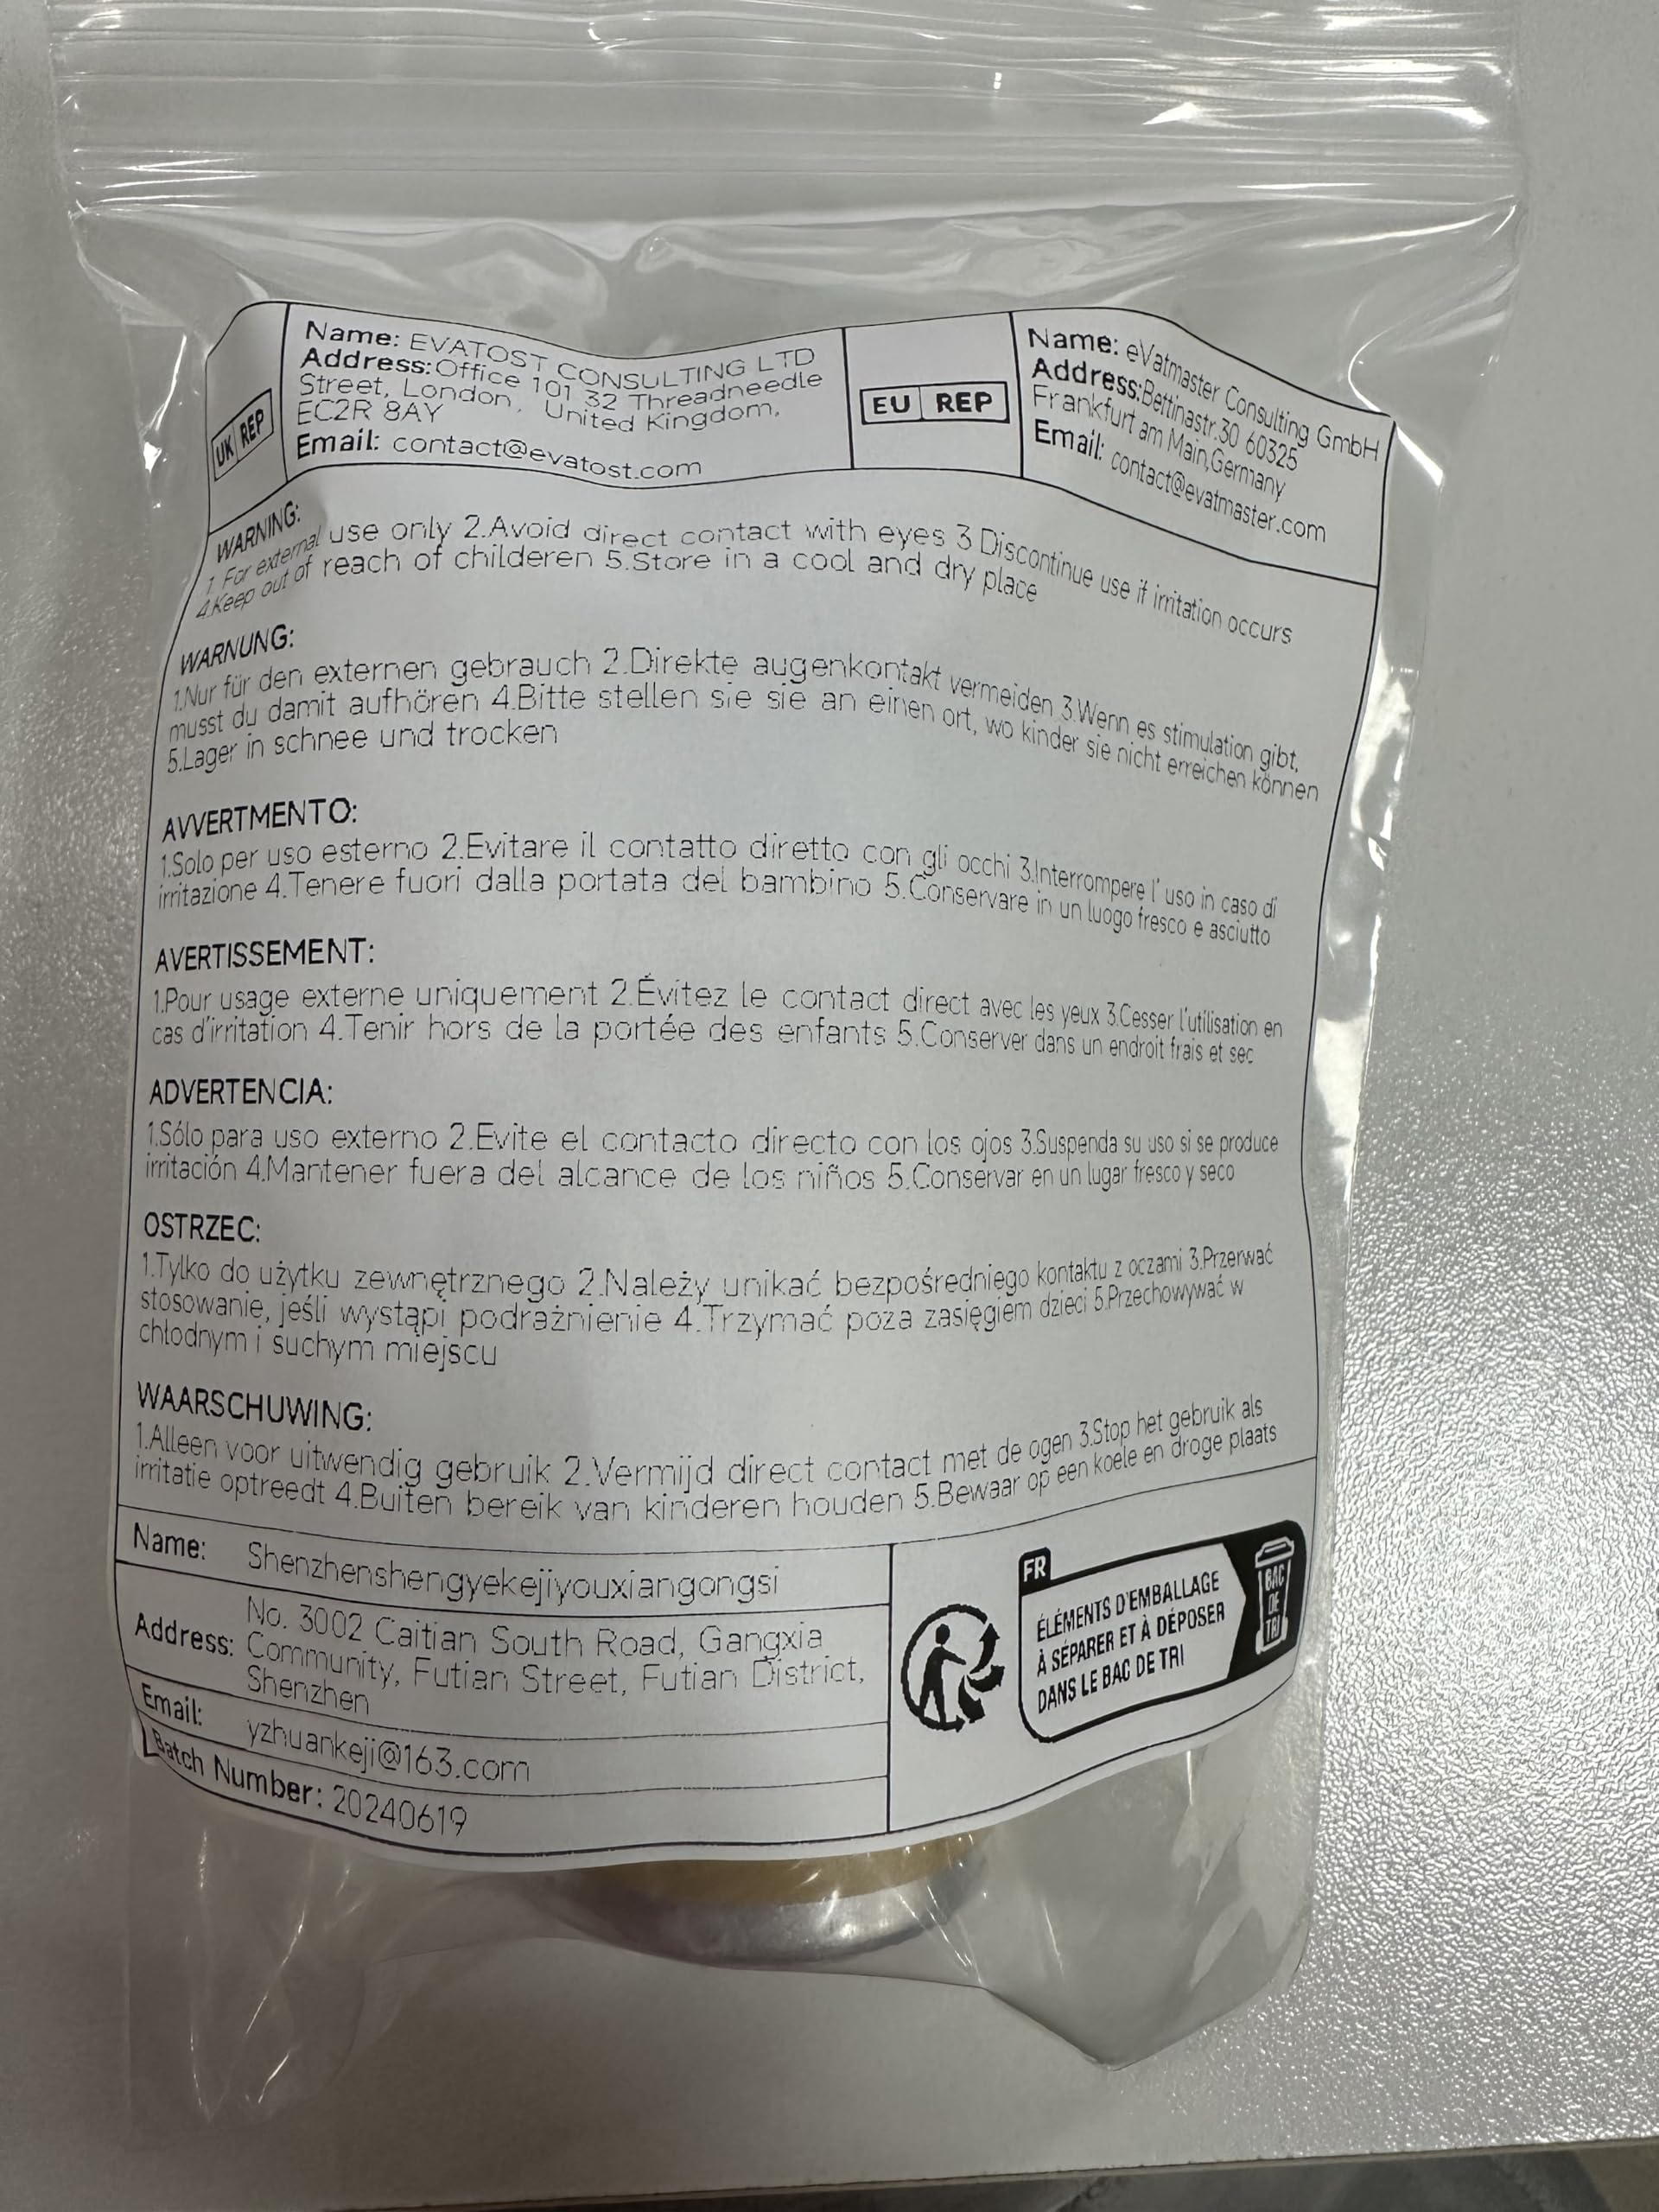 UK REP
Name: EVATOST CONSULTING LTD
Address:Office 101 32 Threadneedle
Street, London, United Kingdom,
EC2R 8AY
Email: contact@evatost.com
EU REP
Name: eVatmaster Consulting GmbH
Address:Bettinastr.30 60325
Frankfurt am Main,Germany
Email: contact@evatmaster.com
WARNING:
1. For external use only 2.Avoid direct contact with eyes 3 Discontinue use if irritation occurs
4.Keep out of reach of childeren 5.Store in a cool and dry place
WARNUNG:
1.Nur für den externen gebrauch 2.Direkte augenkontakt vermeiden 3.Wenn es stimulation gibt,
musst du damit aufhören 4.Bitte stellen sie sie an einen ort, wo kinder sie nicht erreichen können
5.Lager in schnee und trocken
AVVERTMENTO:
1.Solo per uso esterno 2.Evitare il contatto diretto con gli occhi 3.Interrompere l'uso in caso di
irritazione 4.Tenere fuori dalla portata del bambino 5.Conservare in un luogo fresco e asciutto
AVERTISSEMENT:
1.Pour usage externe uniquement 2.Évitez le contact direct avec les yeux 3.Cesser l'utilisation en
cas d'irritation 4.Tenir hors de la portée des enfants 5.Conserver dans un endroit frais et sec
ADVERTENCIA:
1.Sólo para uso externo 2.Evite el contacto directo con los ojos 3.Suspenda su uso si se produce
irritación 4.Mantener fuera del alcance de los niños 5.Conservar en un lugar fresco y seco
OSTRZEC:
1.Tylko do użytku zewnętrznego 2.Należy unikać bezpośredniego kontaktu z oczami 3.Przerwać
stosowanie, jeśli wystąpi podrażnienie 4.Trzymać poza zasięgiem dzieci 5.Przechowywać w
chłodnym i suchym miejscu
WAARSCHUWING:
1.Alleen voor uitwendig gebruik 2.Vermijd direct contact met de ogen 3.Stop het gebruik als
irritatie optreedt 4.Buiten bereik van kinderen houden 5.Bewaar op een koele en droge plaats
Name: Shenzhenshengyekejiyouxiangongsi
Address: No. 3002 Caitian South Road, Gangxia
Community, Futian Street, Futian District,
Shenzhen
Email: yzhuankeji@163.com
Batch Number: 20240619
FR
ÉLÉMENTS D'EMBALLAGE
À SÉPARER ET À DÉPOSER
DANS LE BAC DE TRI
BAC
DE
TRI